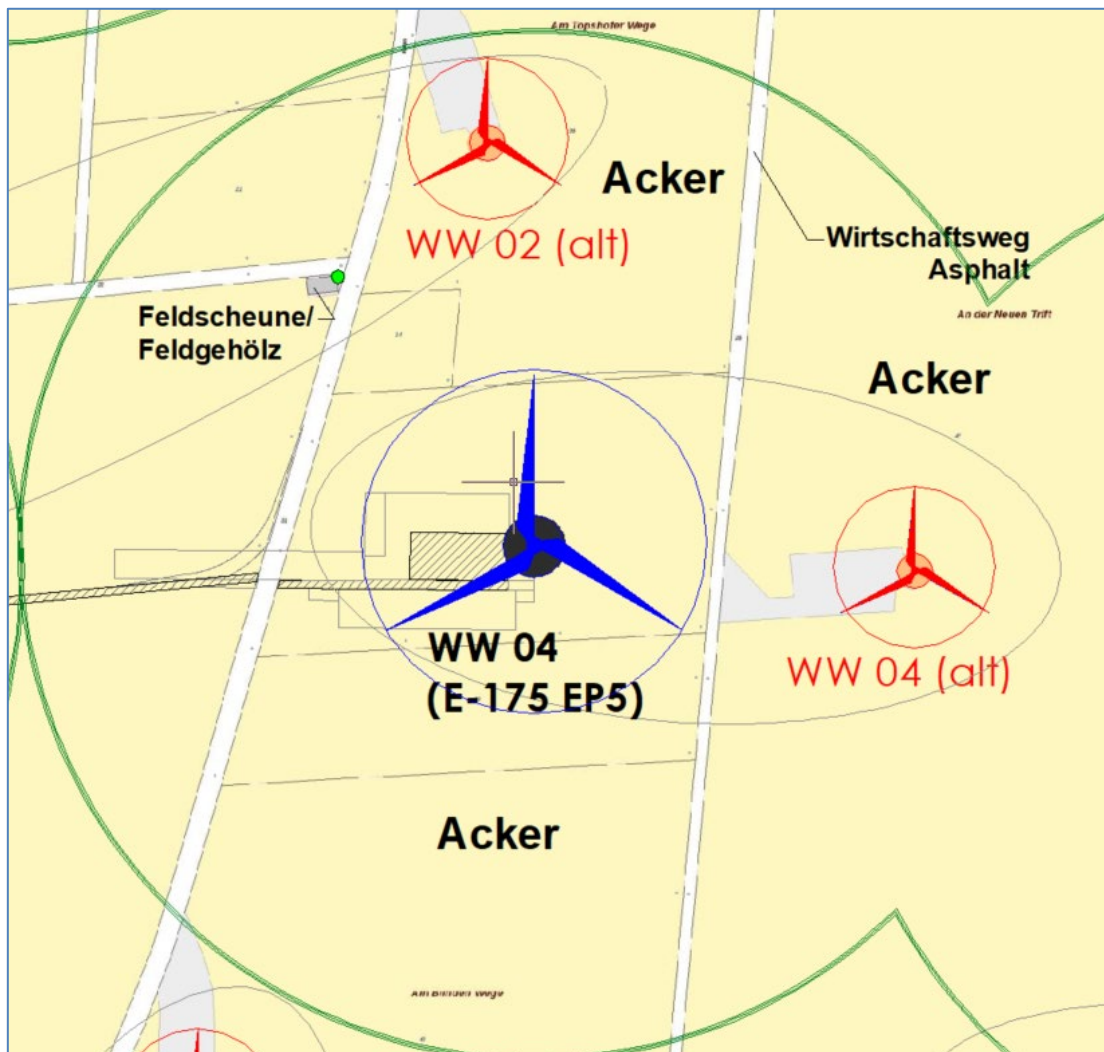 Am Topshofer Wege
Acker
WW 02 (alt)
Wirtschaftsweg
Asphalt
Feldscheune/
Feldgehölz
An der Neuen Trift
Acker
WW 04
(E-175 EP5)
WW 04 (alt)
Acker
Am Blinden Wege